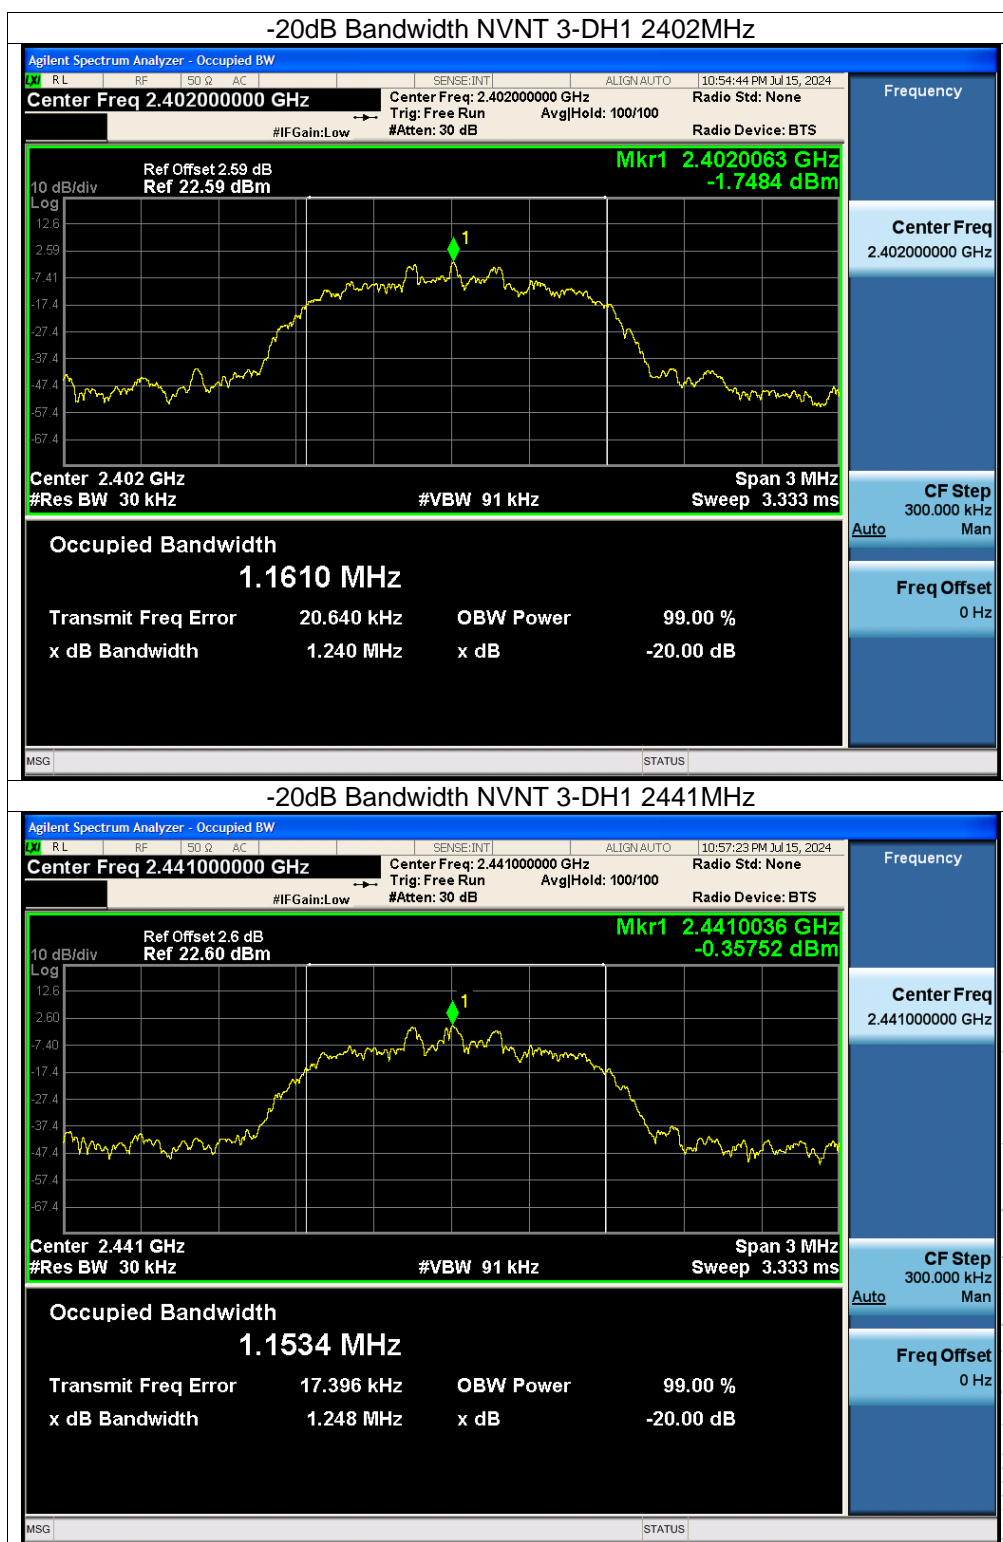 -20dB Bandwidth NVNT 3-DH1 2402MHz
Agilent Spectrum Analyzer - Occupied BW
LXI RL RF 50 Ω AC SENSE:INT ALIGN AUTO 10:54:44 PM Jul 15, 2024
Center Freq 2.402000000 GHz
Center Freq: 2.402000000 GHz Radio Std: None
Trig: Free Run Avg|Hold: 100/100
#IFGain:Low #Atten: 30 dB Radio Device: BTS
Frequency
Mkr1 2.4020063 GHz
-1.7484 dBm
Ref Offset 2.59 dB
10 dB/div Ref 22.59 dBm
Log
12.6
2.59
-7.41
-17.4
-27.4
-37.4
-47.4
-57.4
-67.4
1
Center Freq
2.402000000 GHz
Center 2.402 GHz Span 3 MHz
#Res BW 30 kHz #VBW 91 kHz Sweep 3.333 ms
CF Step
300.000 kHz
Auto Man
Occupied Bandwidth
1.1610 MHz
Freq Offset
0 Hz
Transmit Freq Error 20.640 kHz OBW Power 99.00 %
x dB Bandwidth 1.240 MHz x dB -20.00 dB
MSG STATUS
-20dB Bandwidth NVNT 3-DH1 2441MHz
Agilent Spectrum Analyzer - Occupied BW
LXI RL RF 50 Ω AC SENSE:INT ALIGN AUTO 10:57:23 PM Jul 15, 2024
Center Freq 2.441000000 GHz
Center Freq: 2.441000000 GHz Radio Std: None
Trig: Free Run Avg|Hold: 100/100
#IFGain:Low #Atten: 30 dB Radio Device: BTS
Frequency
Mkr1 2.4410036 GHz
-0.35752 dBm
Ref Offset 2.6 dB
10 dB/div Ref 22.60 dBm
Log
12.6
2.60
-7.40
-17.4
-27.4
-37.4
-47.4
-57.4
-67.4
1
Center Freq
2.441000000 GHz
Center 2.441 GHz Span 3 MHz
#Res BW 30 kHz #VBW 91 kHz Sweep 3.333 ms
CF Step
300.000 kHz
Auto Man
Occupied Bandwidth
1.1534 MHz
Freq Offset
0 Hz
Transmit Freq Error 17.396 kHz OBW Power 99.00 %
x dB Bandwidth 1.248 MHz x dB -20.00 dB
MSG STATUS